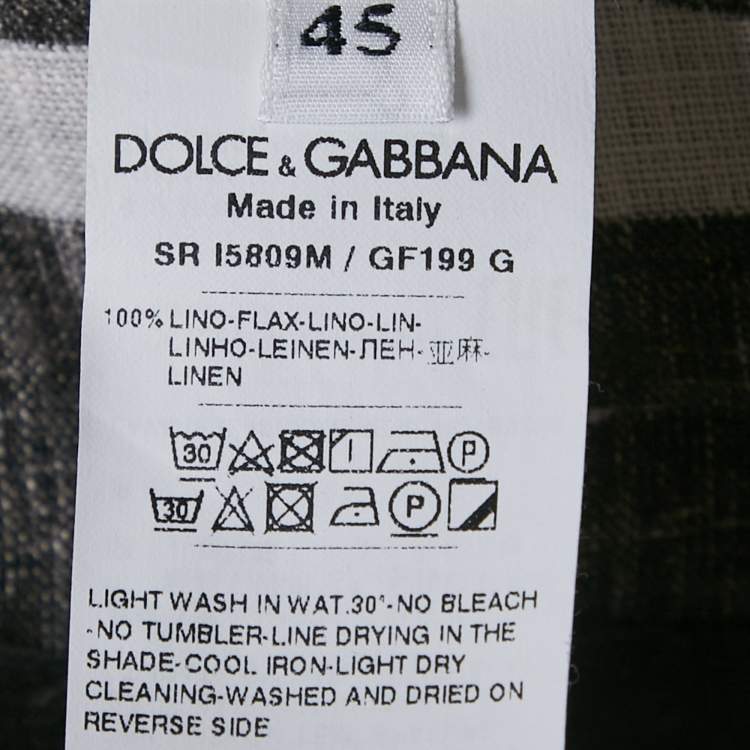 45
DOLCE & GABBANA
Made in Italy
SR I5809M / GF199 G
100% LINO-FLAX-LINO-LIN-
LINHO-LEINEN-ЛЕН-亚麻-
LINEN
30 P
30 P
LIGHT WASH IN WAT.30°-NO BLEACH
-NO TUMBLER-LINE DRYING IN THE
SHADE-COOL IRON-LIGHT DRY
CLEANING-WASHED AND DRIED ON
REVERSE SIDE